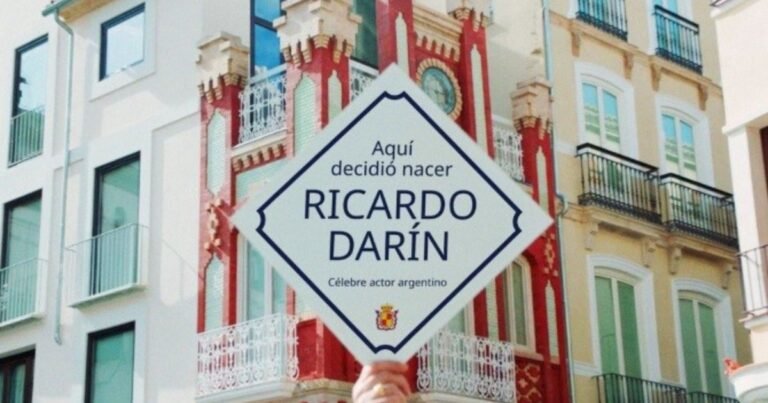 Aquí
decidió nacer
RICARDO
DARÍN
Célebre actor argentino